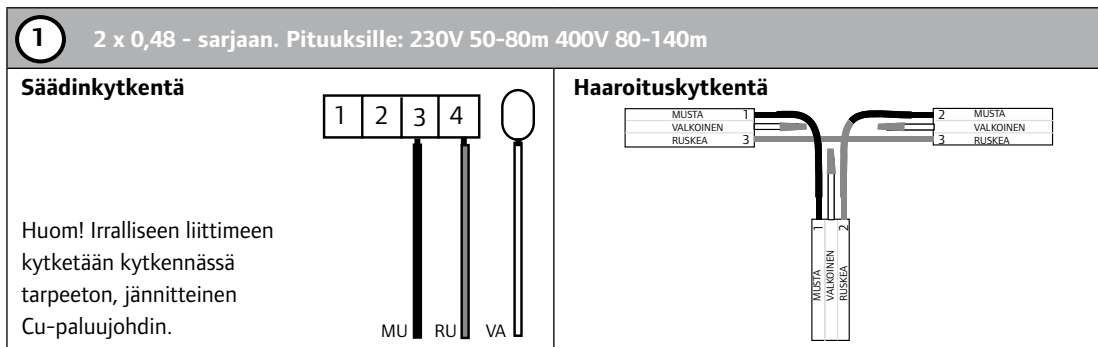 1 2 x 0,48 - sarjaan. Pituuksille: 230V 50-80m 400V 80-140m
Säädinkytkentä
1 2 3 4
Huom! Irralliseen liittimeen
kytketään kytkennässä
tarpeeton, jännitteinen
Cu-paluujohdin.
MU RU VA
Haaroituskytkentä
MUSTA 1
VALKOINEN
RUSKEA 3
2 MUSTA
VALKOINEN
3 RUSKEA
1 2
MUSTA
VALKOINEN
RUSKEA